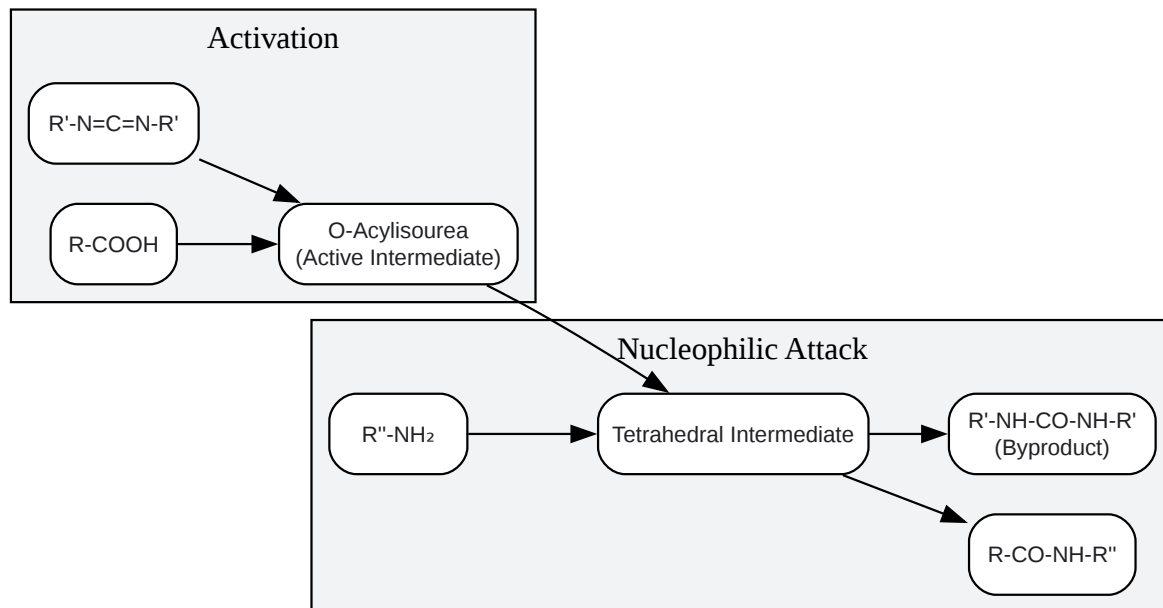 Activation
R'-N=C=N-R'
R-COOH
O-Acylisourea
(Active Intermediate)
Nucleophilic Attack
R''-NH₂
Tetrahedral Intermediate
R'-NH-CO-NH-R'
(Byproduct)
R-CO-NH-R''